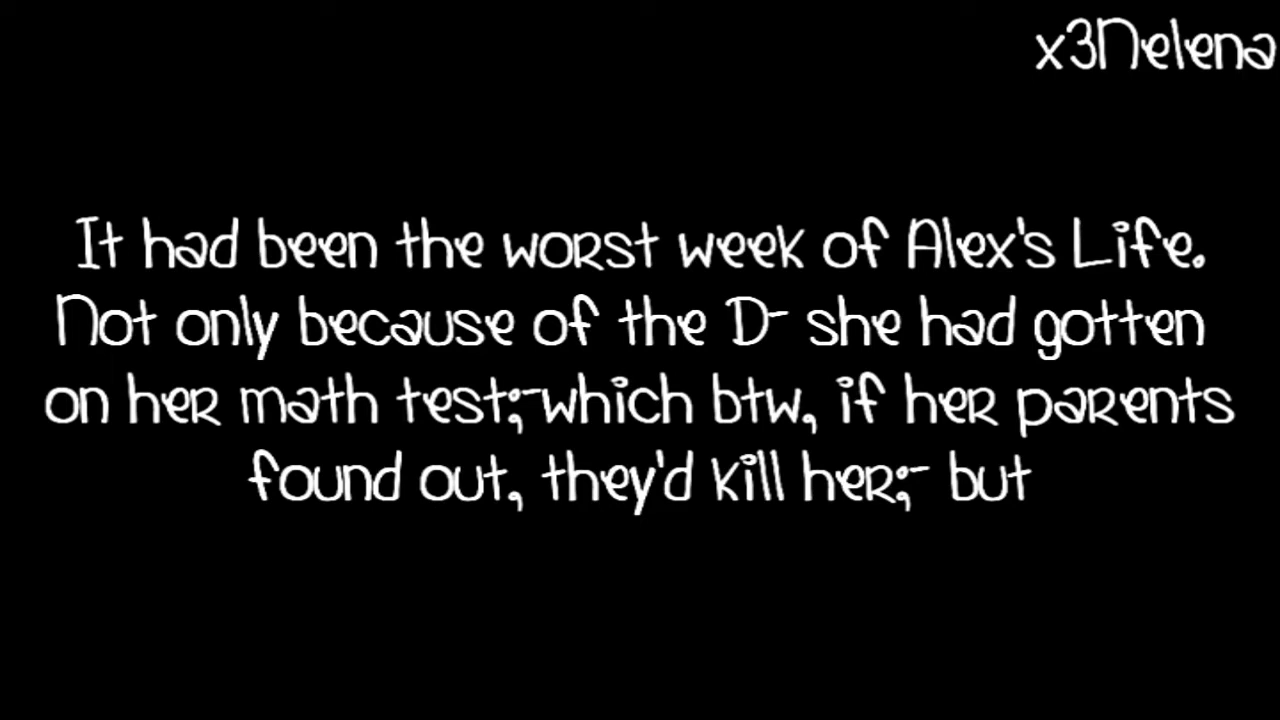 x3Nelena
It had been the worst week of Alex's Life.
Not only because of the D- she had gotten
on her math test;-which btw, if her parents
found out, they'd kill her;- but